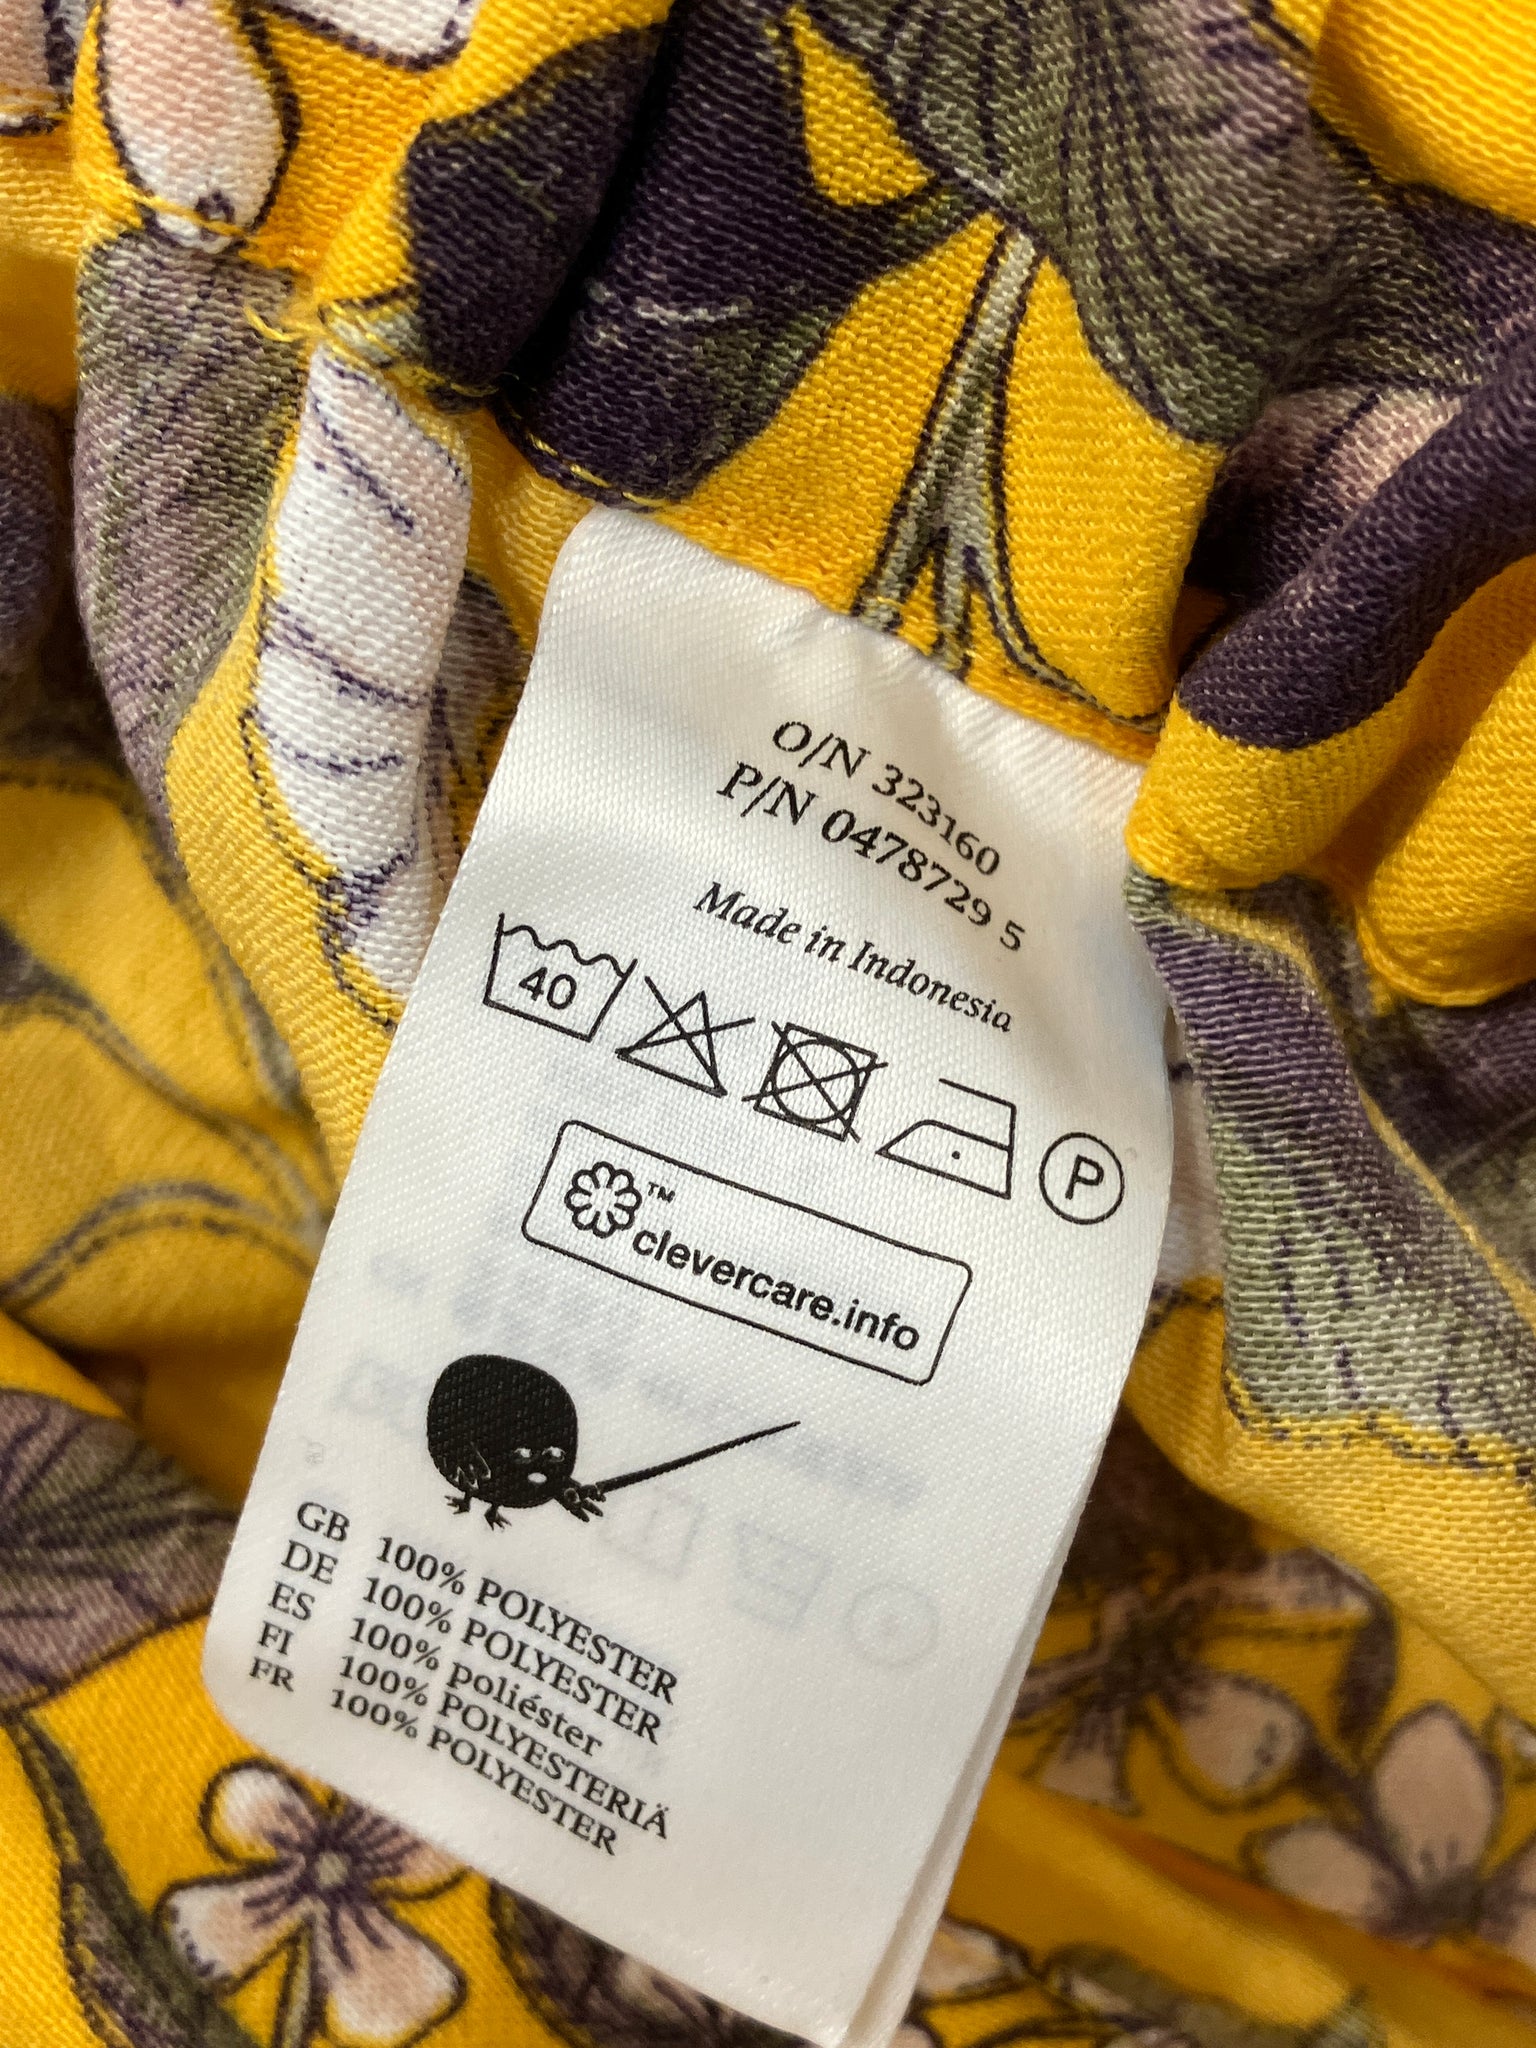 O/N 323160
P/N 0478729 5
Made in Indonesia
40
P
™
clevercare.info
GB 100% POLYESTER
DE 100% POLYESTER
ES 100% poliéster
FI 100% POLYESTERIÄ
FR 100% POLYESTER